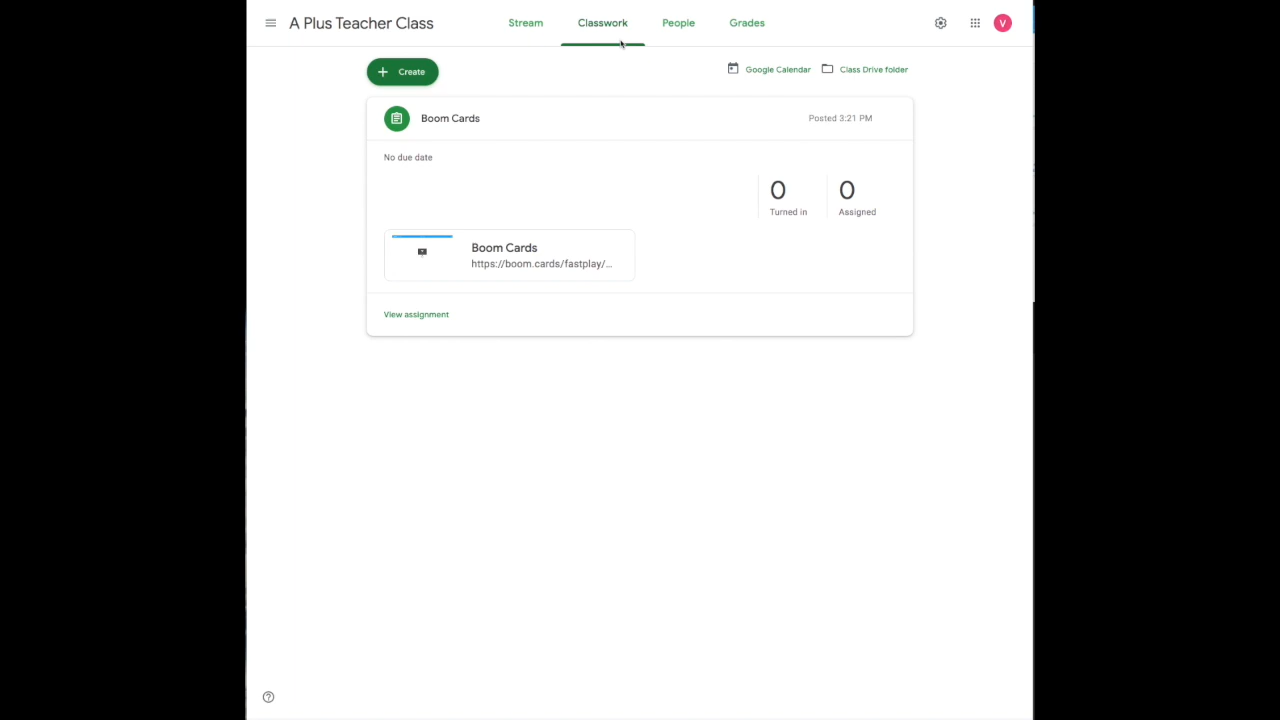 A Plus Teacher Class
Stream
Classwork
People
Grades
V
Create
Google Calendar
Class Drive folder
Boom Cards
Posted 3:21 PM
No due date
0
Turned in
0
Assigned
Boom Cards
https://boom.cards/fastplay/...
View assignment